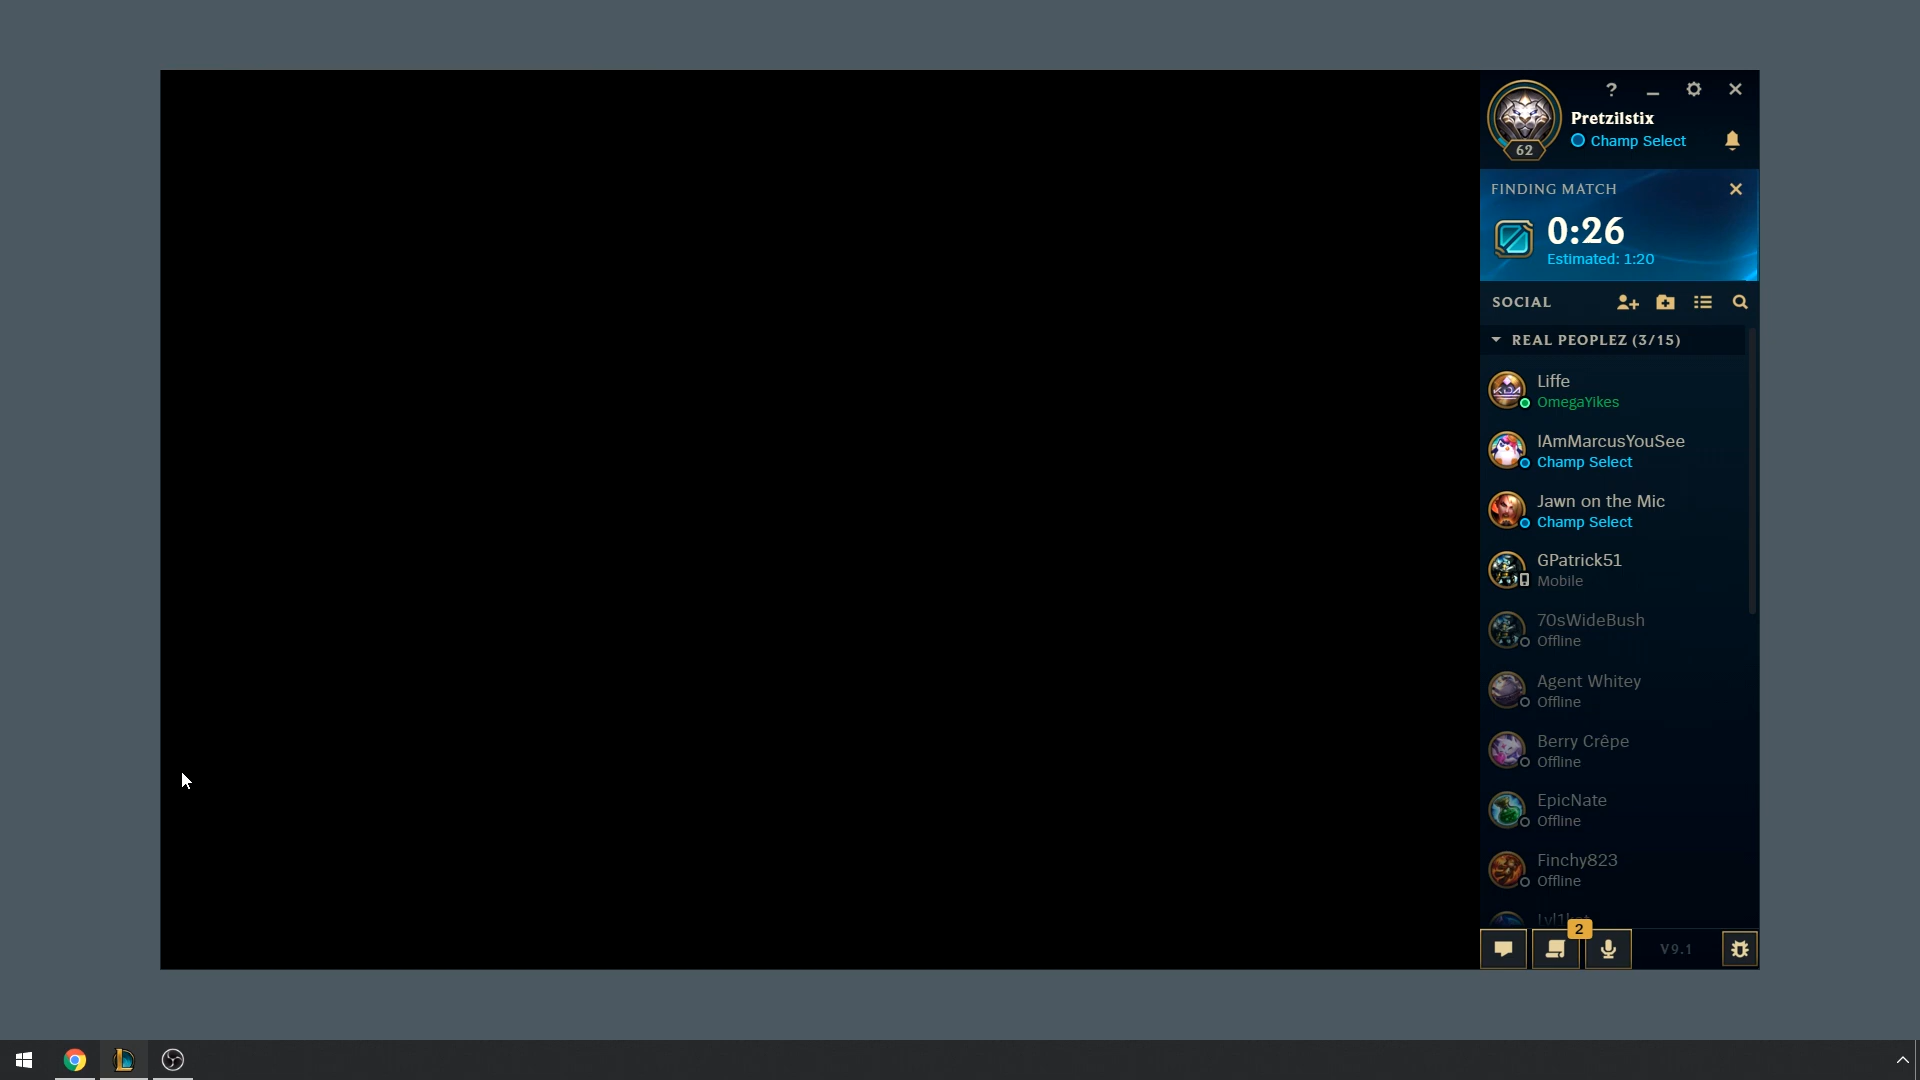 Pretzilstix
62
Champ Select
FINDING MATCH
0:26
Estimated: 1:20
SOCIAL
REAL PEOPLEZ (3/15)
Liffe
OmegaYikes
IAmMarcusYouSee
Champ Select
Jawn on the Mic
Champ Select
GPatrick51
Mobile
70sWideBush
Offline
Agent Whitey
Offline
Berry Crêpe
Offline
EpicNate
Offline
Finchy823
Offline
2
V9.1